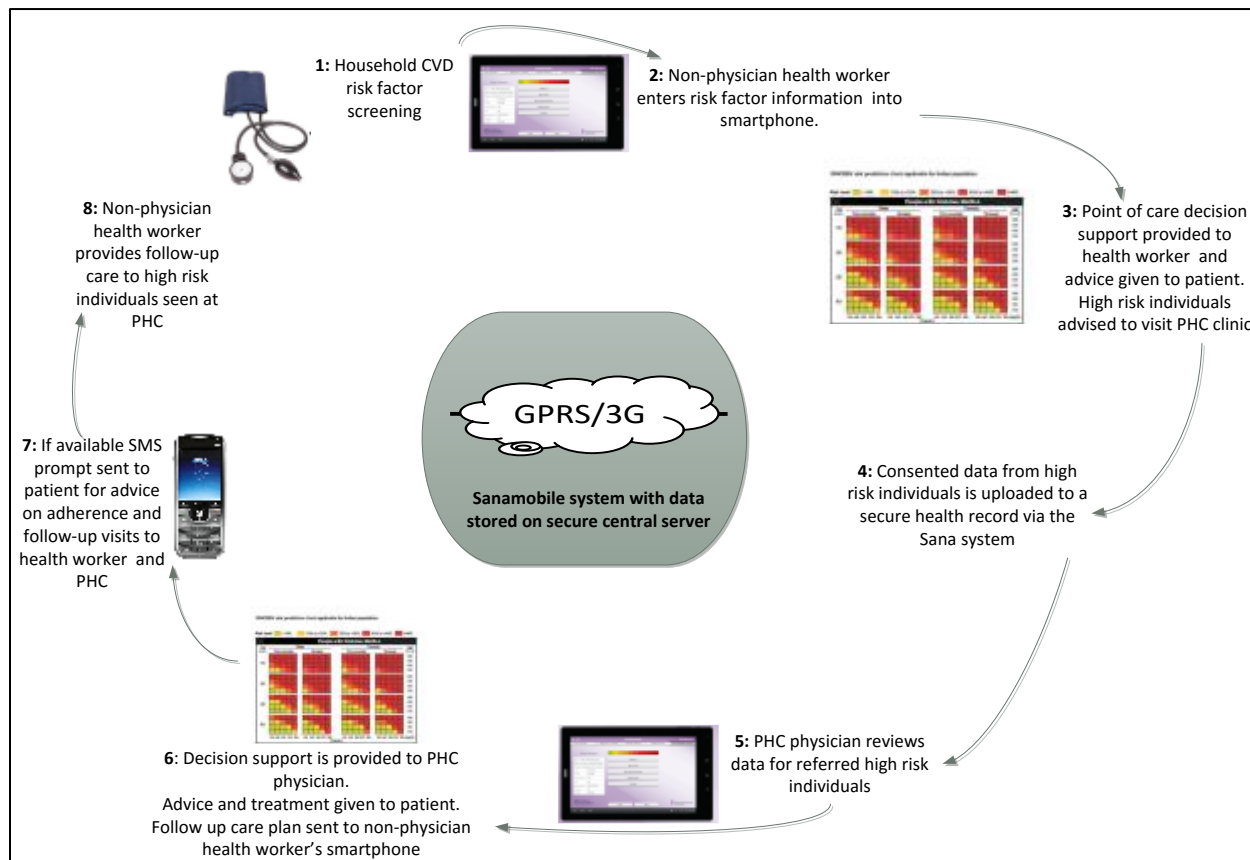 1: Household CVD
risk factor
screening
2: Non-physician health worker
enters risk factor information into
smartphone.
3: Point of care decision
support provided to
health worker and
advice given to patient.
High risk individuals
advised to visit PHC clinic
4: Consented data from high
risk individuals is uploaded to a
secure health record via the
Sana system
5: PHC physician reviews
data for referred high risk
individuals
6: Decision support is provided to PHC
physician.
Advice and treatment given to patient.
Follow up care plan sent to non-physician
health worker’s smartphone
7: If available SMS
prompt sent to
patient for advice
on adherence and
follow-up visits to
health worker and
PHC
8: Non-physician
health worker
provides follow-up
care to high risk
individuals seen at
PHC
GPRS/3G
Sanamobile system with data
stored on secure central server